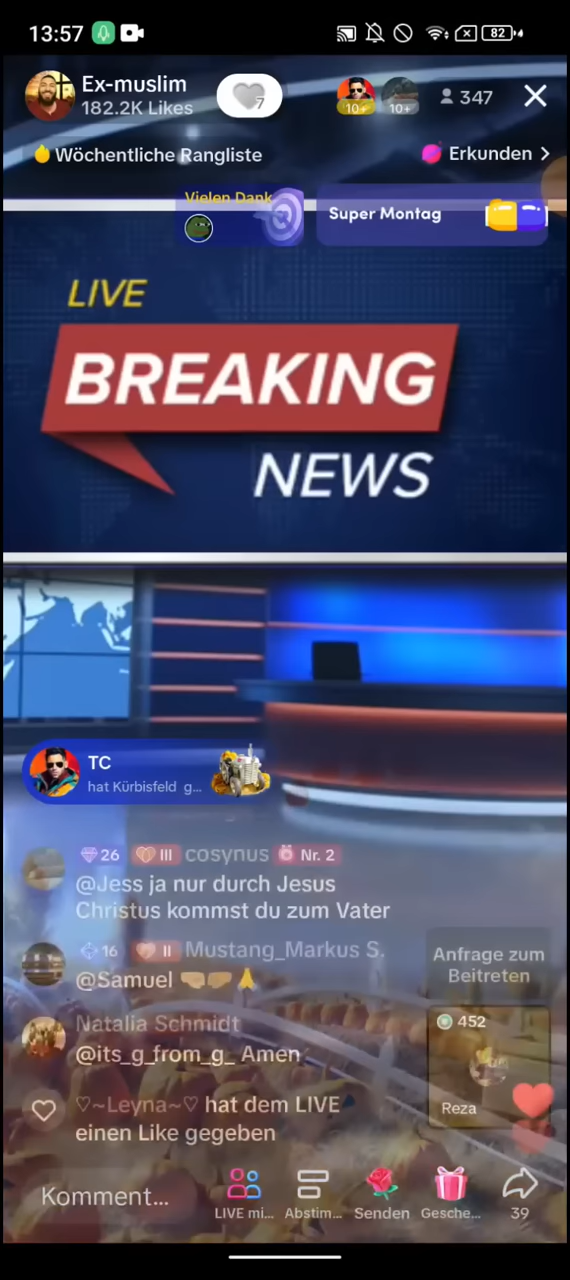 13:57
82
Ex-muslim
182.2K Likes
7
10+
10+
347
Wöchentliche Rangliste
Erkunden
Vielen Dank
Super Montag
LIVE
BREAKING
NEWS
TC
hat Kürbisfeld g...
26 III cosynus Nr. 2
@Jess ja nur durch Jesus
Christus kommst du zum Vater
16 II Mustang_Markus S.
@Samuel
Anfrage zum
Beitreten
Natalia Schmidt
@its_g_from_g_ Amen
452
Reza
♡~Leyna~♡ hat dem LIVE
einen Like gegeben
Komment...
LIVE mi...
Abstim...
Senden
Gesche...
39